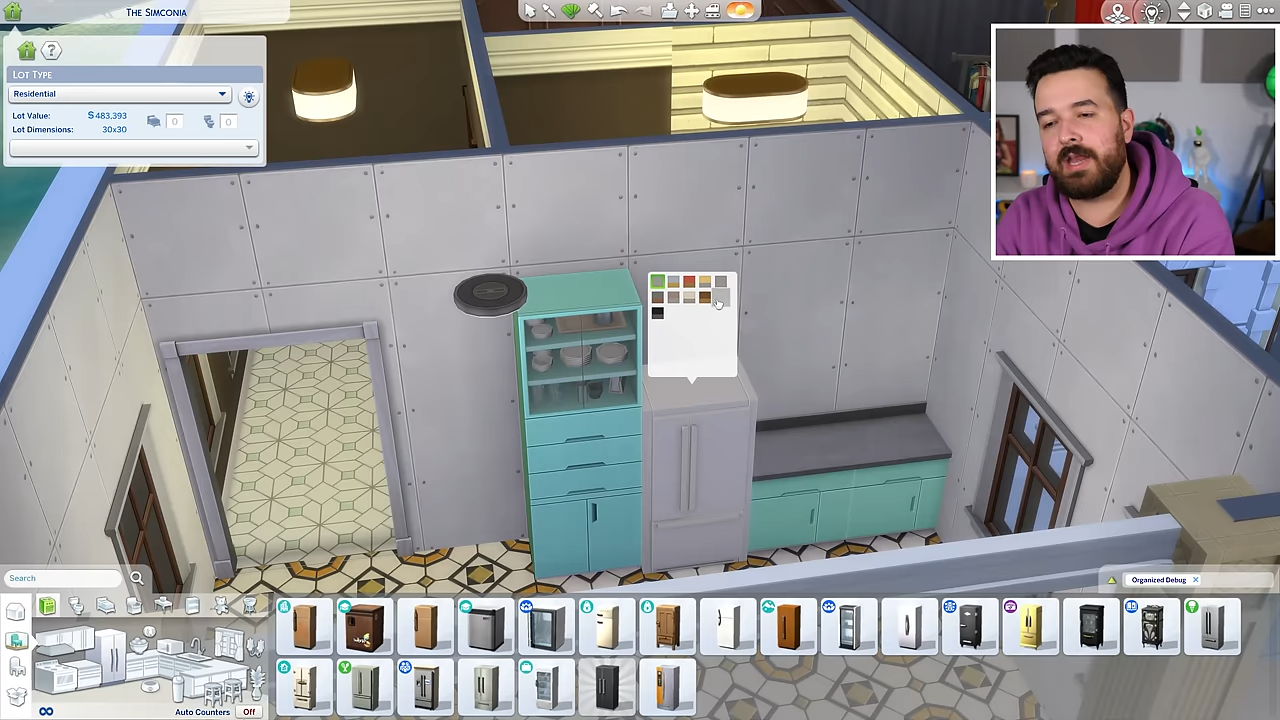 THE SIMCONIA
LOT TYPE
Residential
Lot Value: $483,393
0 0
Lot Dimensions: 30x30
Search
Organized Debug
Auto Counters Off